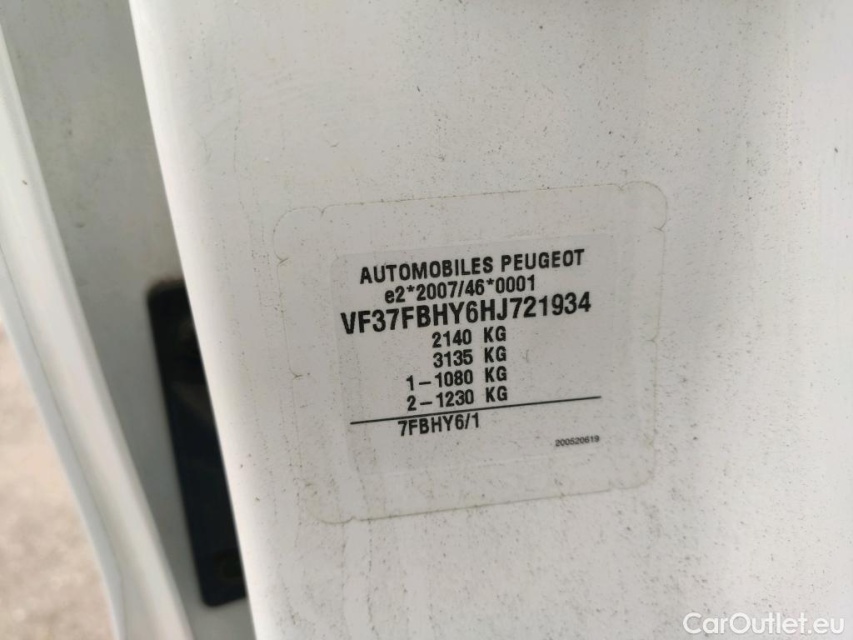 AUTOMOBILES PEUGEOT
e2*2007/46*0001
VF37FBHY6HJ721934
2140 KG
3135 KG
1-1080 KG
2-1230 KG
7FBHY6/1
200520619
CarOutlet.eu